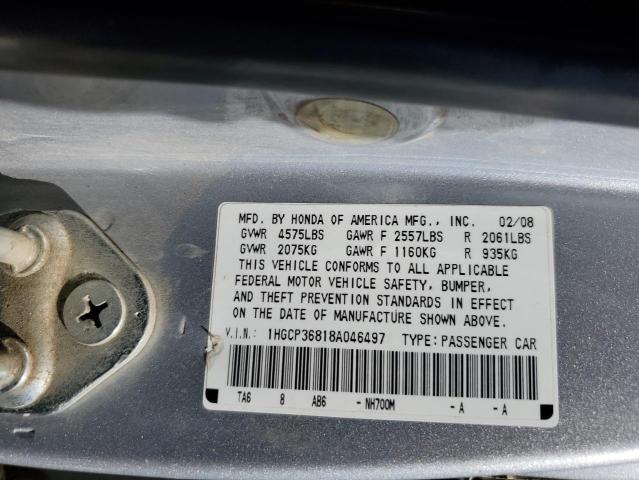 MFD. BY HONDA OF AMERICA MFG., INC. 02/08
GVWR 4575LBS GAWR F 2557LBS R 2061LBS
GVWR 2075KG GAWR F 1160KG R 935KG
THIS VEHICLE CONFORMS TO ALL APPLICABLE
FEDERAL MOTOR VEHICLE SAFETY, BUMPER,
AND THEFT PREVENTION STANDARDS IN EFFECT
ON THE DATE OF MANUFACTURE SHOWN ABOVE.
V.I.N.: 1HGCP36818A046497 TYPE: PASSENGER CAR
TA6 8 AB6 - NH700M - A - A